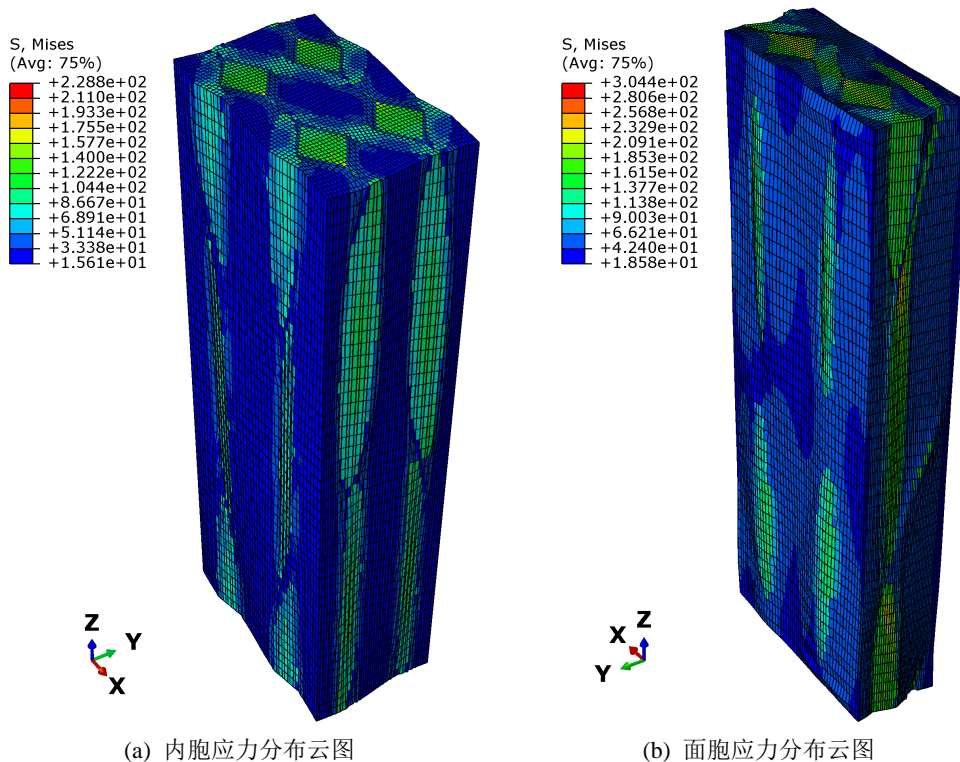 S, Mises
(Avg: 75%)
+2.288e+02
+2.110e+02
+1.933e+02
+1.755e+02
+1.577e+02
+1.400e+02
+1.222e+02
+1.044e+02
+8.667e+01
+6.891e+01
+5.114e+01
+3.338e+01
+1.561e+01
Z
Y
X
(a) 内胞应力分布云图
S, Mises
(Avg: 75%)
+3.044e+02
+2.806e+02
+2.568e+02
+2.329e+02
+2.091e+02
+1.853e+02
+1.615e+02
+1.377e+02
+1.138e+02
+9.003e+01
+6.621e+01
+4.240e+01
+1.858e+01
Z
X
Y
(b) 面胞应力分布云图